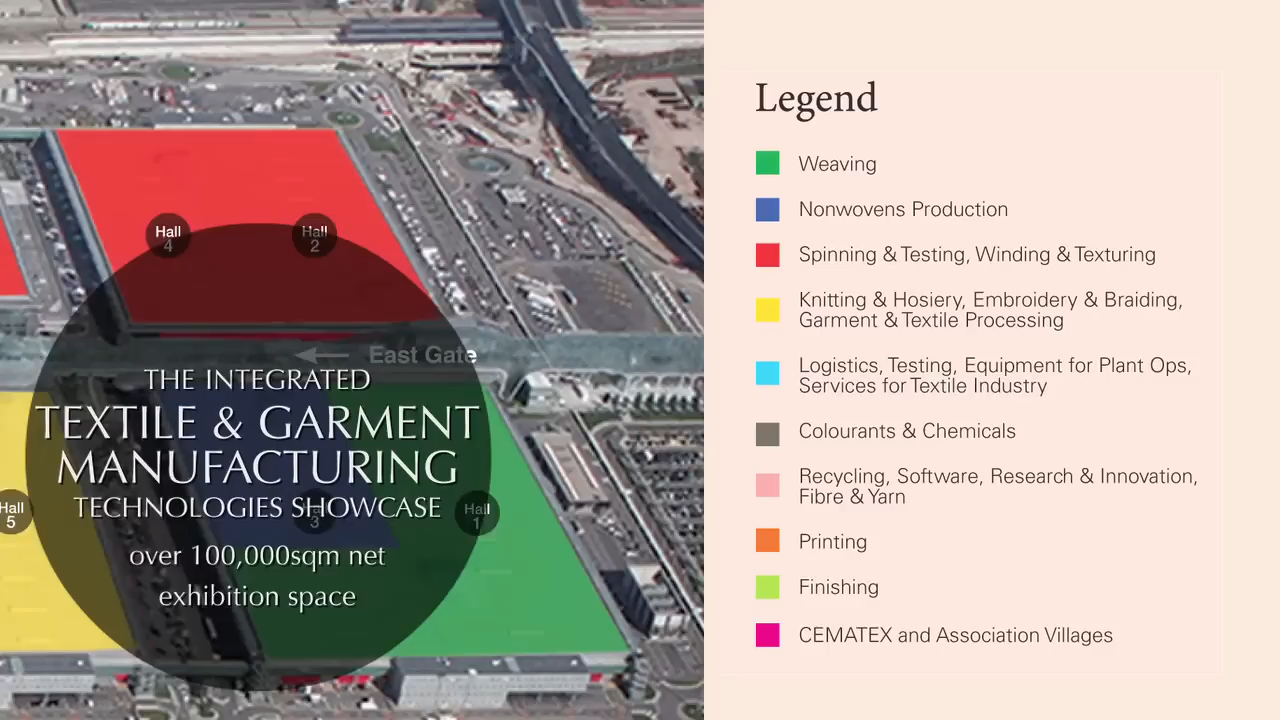 Hall
4
Hall
2
East Gate
THE INTEGRATED
TEXTILE & GARMENT
MANUFACTURING
TECHNOLOGIES SHOWCASE
over 100,000sqm net
exhibition space
Hall
5
Hall
3
Hall
1
Legend
Weaving
Nonwovens Production
Spinning & Testing, Winding & Texturing
Knitting & Hosiery, Embroidery & Braiding,
Garment & Textile Processing
Logistics, Testing, Equipment for Plant Ops,
Services for Textile Industry
Colourants & Chemicals
Recycling, Software, Research & Innovation,
Fibre & Yarn
Printing
Finishing
CEMATEX and Association Villages